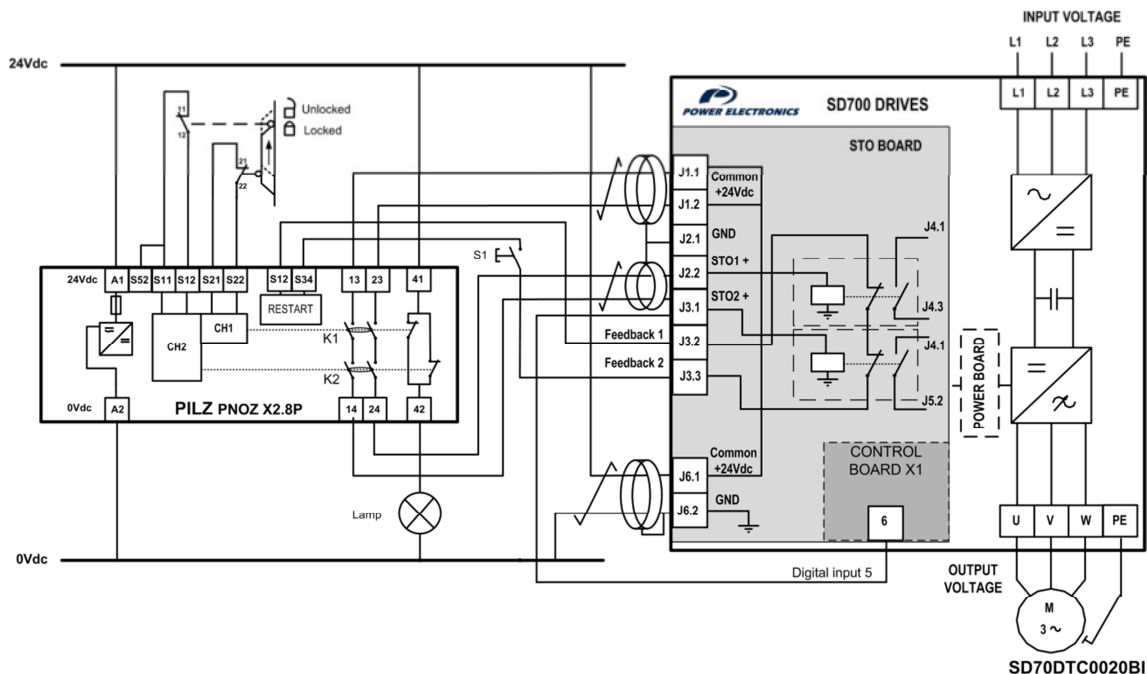 INPUT VOLTAGE
L1 L2 L3 PE
24Vdc
L1 L2 L3 PE
POWER ELECTRONICS
SD700 DRIVES
STO BOARD
11
12
Unlocked
Locked
21
22
J1.1
Common
+24Vdc
J1.2
J2.1
GND
J4.1
S1
J2.2
STO1 +
24Vdc
A1 S52 S11 S12 S21 S22 S12 S34 13 23 41
RESTART
J3.1
STO2 +
J4.3
CH1
CH2
K1
Feedback 1
J3.2
J4.1
K2
Feedback 2
J3.3
J5.2
POWER BOARD
0Vdc
A2
PILZ PNOZ X2.8P
14 24 42
J6.1
Common
+24Vdc
CONTROL
BOARD X1
Lamp
J6.2
GND
6
U V W PE
0Vdc
Digital input 5
OUTPUT
VOLTAGE
M
3 ~
SD70DTC0020BI